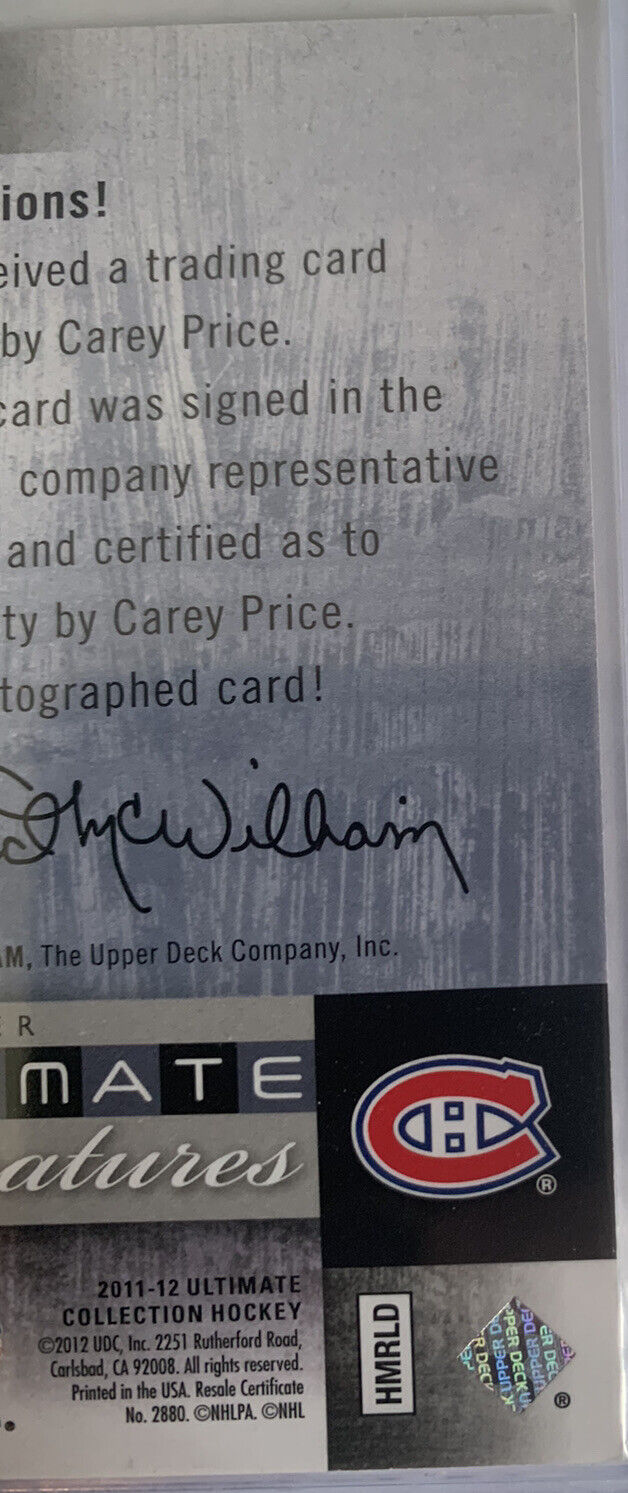 ions!
eived a trading card
by Carey Price.
card was signed in the
company representative
and certified as to
ty by Carey Price.
tographed card!
McWilliam
AM, The Upper Deck Company, Inc.
ER
MATE
atures
2011-12 ULTIMATE
COLLECTION HOCKEY
©2012 UDC, Inc. 2251 Rutherford Road,
Carlsbad, CA 92008. All rights reserved.
Printed in the USA. Resale Certificate
No. 2880. ©NHLPA. ©NHL
CH
®
HMRLD
UPPER DECK
®